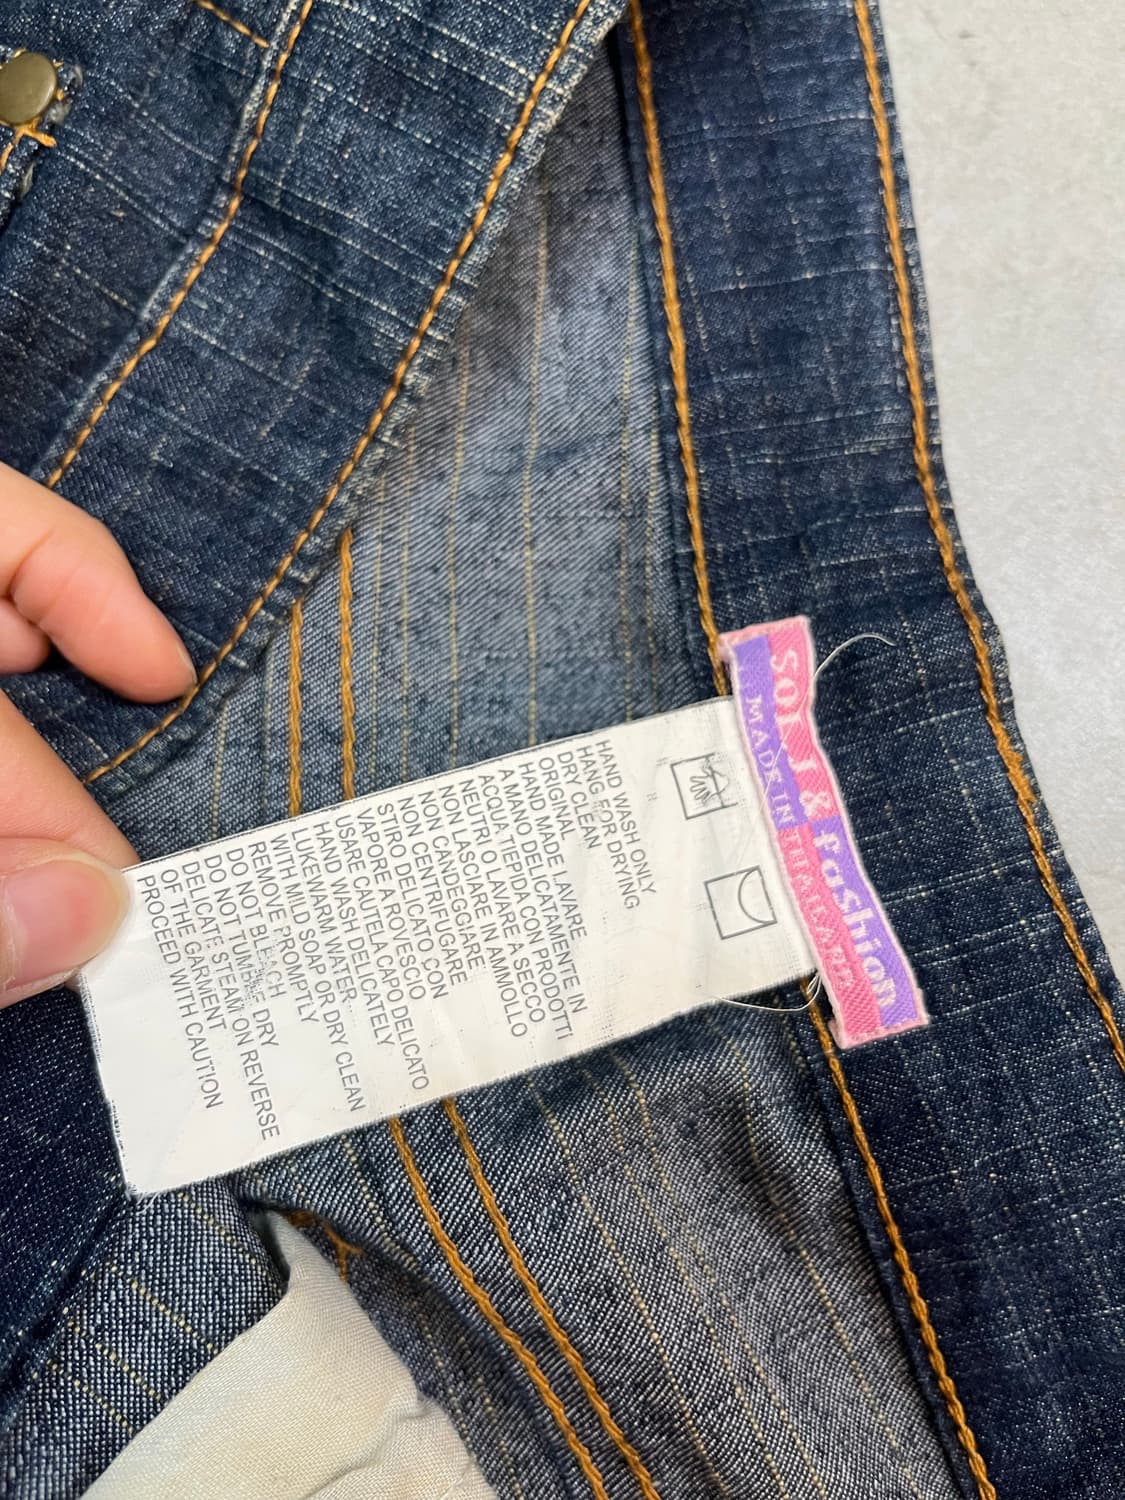 HAND WASH ONLY
HANG FOR DRYING
DRY CLEAN
ORIGINAL
HAND MADE LAVARE
A MANO DELICATAMENTE IN
ACQUA TIEPIDA CON PRODOTTI
NEUTRI O LAVARE A SECCO
NON LASCIARE IN AMMOLLO
NON CANDEGGIARE
NON CENTRIFUGARE
STIRO DELICATO CON
VAPORE A ROVESCIO
USARE CAUTELA CAPO DELICATO
HAND WASH DELICATELY
LUKEWARM WATER
WITH MILD SOAP OR DRY CLEAN
REMOVE PROMPTLY
DO NOT BLEACH
DO NOT TUMBLE DRY
DELICATE STEAM ON REVERSE
OF THE GARMENT
PROCEED WITH CAUTION
& fashion
MADE IN THAILAND